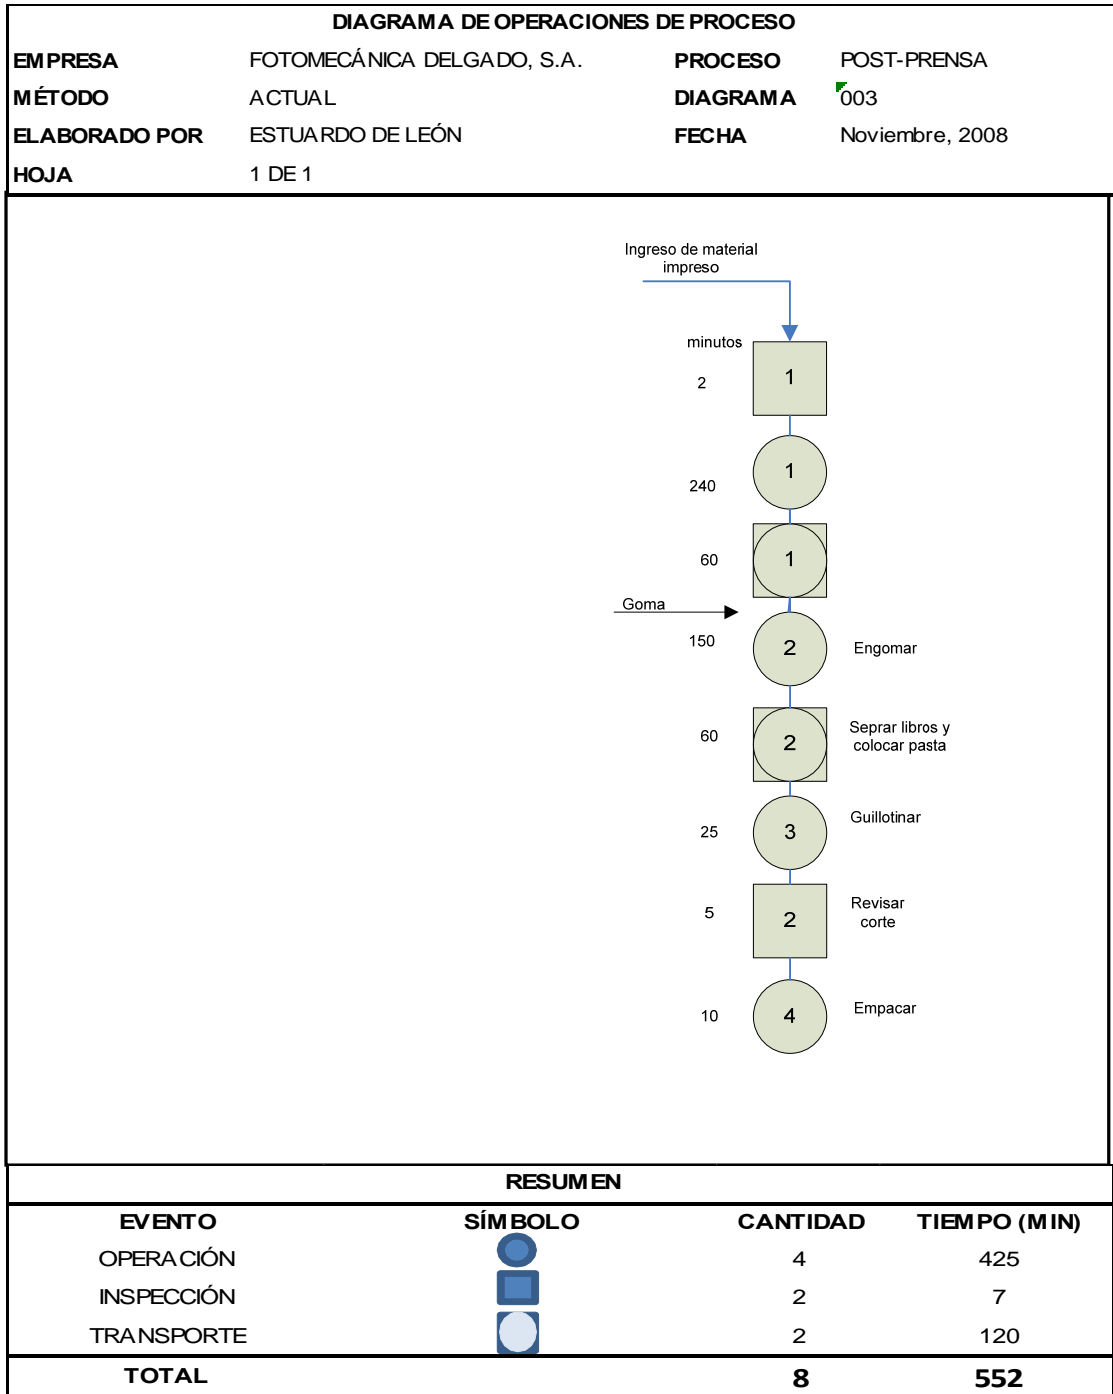 DIAGRAMA DE OPERACIONES DE PROCESO
EMPRESA FOTOMECÁNICA DELGADO, S.A. PROCESO POST-PRENSA
MÉTODO ACTUAL DIAGRAMA 003
ELABORADO POR ESTUARDO DE LEÓN FECHA Noviembre, 2008
HOJA 1 DE 1
Ingreso de material
impreso
minutos
2 1
240 1
60 1
Goma
150 2 Engomar
60 2 Seprar libros y
colocar pasta
25 3 Guillotinar
5 2 Revisar
corte
10 4 Empacar
RESUMEN
EVENTO SÍMBOLO CANTIDAD TIEMPO (MIN)
OPERACIÓN 4 425
INSPECCIÓN 2 7
TRANSPORTE 2 120
TOTAL 8 552